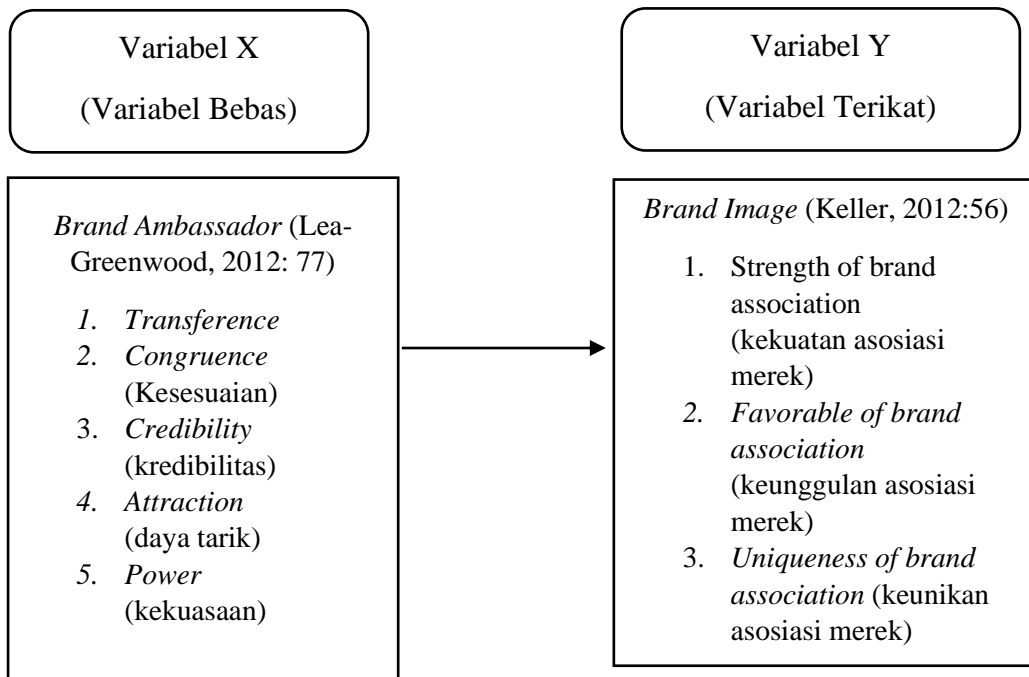 Variabel X
(Variabel Bebas)
Brand Ambassador (Lea-
Greenwood, 2012: 77)
1. Transference
2. Congruence
(Kesesuaian)
3. Credibility
(kredibilitas)
4. Attraction
(daya tarik)
5. Power
(kekuasaan)
Variabel Y
(Variabel Terikat)
Brand Image (Keller, 2012:56)
1. Strength of brand
association
(kekuatan asosiasi
merek)
2. Favorable of brand
association
(keunggulan asosiasi
merek)
3. Uniqueness of brand
association (keunikan
asosiasi merek)